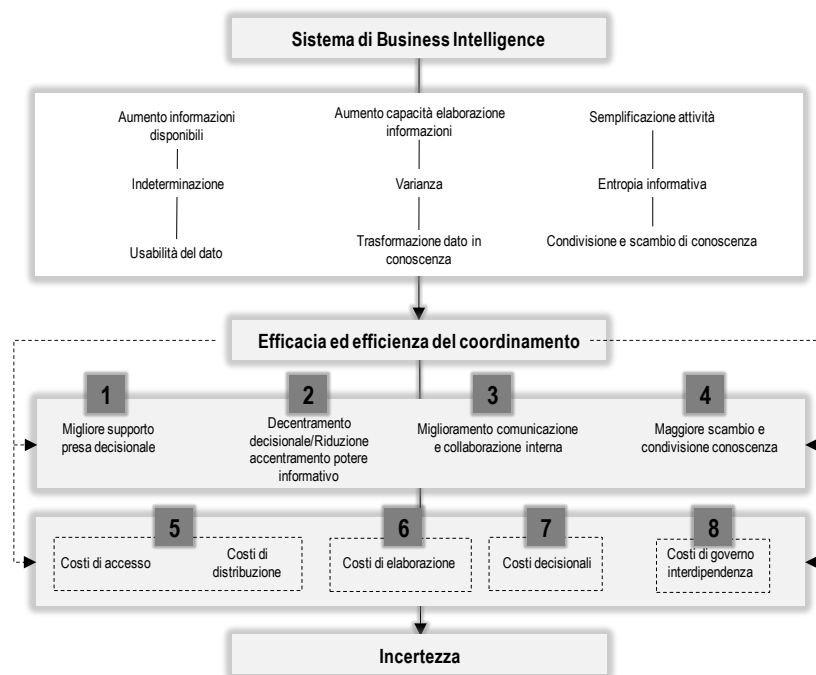 Sistema di Business Intelligence
Aumento informazioni
disponibili
Indeterminazione
Usabilità del dato
Aumento capacità elaborazione
informazioni
Varianza
Trasformazione dato in
conoscenza
Semplificazione attività
Entropia informativa
Condivisione e scambio di conoscenza
Efficacia ed efficienza del coordinamento
1
Migliore supporto
presa decisionale
2
Decentramento
decisionale/Riduzione
accentramento potere
informativo
3
Miglioramento comunicazione
e collaborazione interna
4
Maggiore scambio e
condivisione conoscenza
5
Costi di accesso
Costi di
distribuzione
6
Costi di elaborazione
7
Costi decisionali
8
Costi di governo
interdipendenza
Incertezza